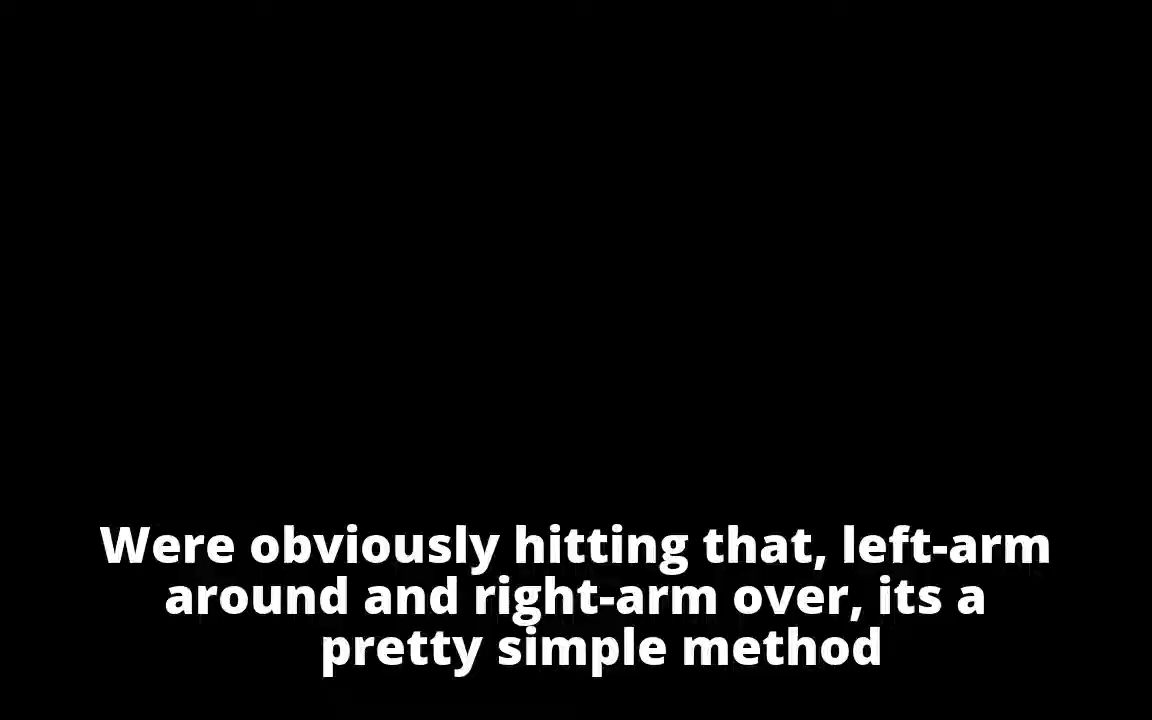 Were obviously hitting that, left-arm
around and right-arm over, its a
pretty simple method